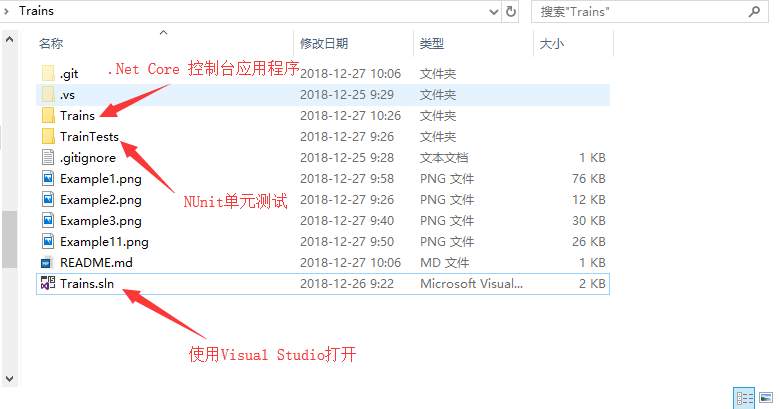 Trains 搜索"Trains"
名称 修改日期 类型 大小
.git 2018-12-27 10:06 文件夹
.Net Core 控制台应用程序
.vs 2018-12-25 9:29 文件夹
Trains 2018-12-27 10:26 文件夹
TrainTests 2018-12-27 9:26 文件夹
.gitignore 2018-12-25 9:28 文本文档 1 KB
Example1.png 2018-12-27 9:58 PNG 文件 76 KB
Example2.png 2018-12-27 9:26 PNG 文件 12 KB
NUnit单元测试
Example3.png 2018-12-27 9:40 PNG 文件 30 KB
Example11.png 2018-12-27 9:50 PNG 文件 26 KB
README.md 2018-12-27 10:06 MD 文件 1 KB
Trains.sln 2018-12-26 9:22 Microsoft Visual... 2 KB
使用Visual Studio打开